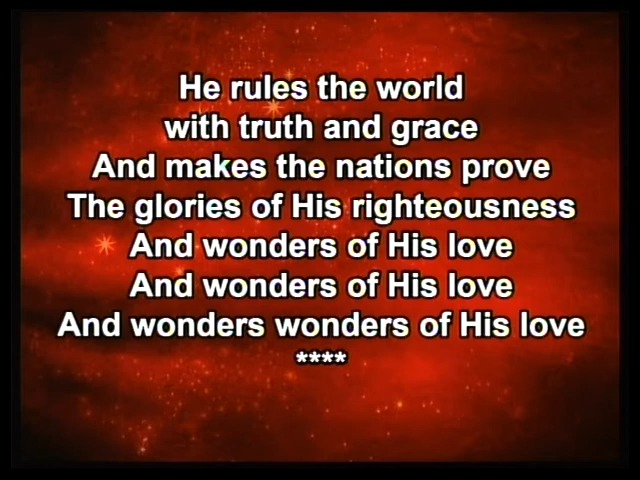 He rules the world
with truth and grace
And makes the nations prove
The glories of His righteousness
And wonders of His love
And wonders of His love
And wonders wonders of His love
****